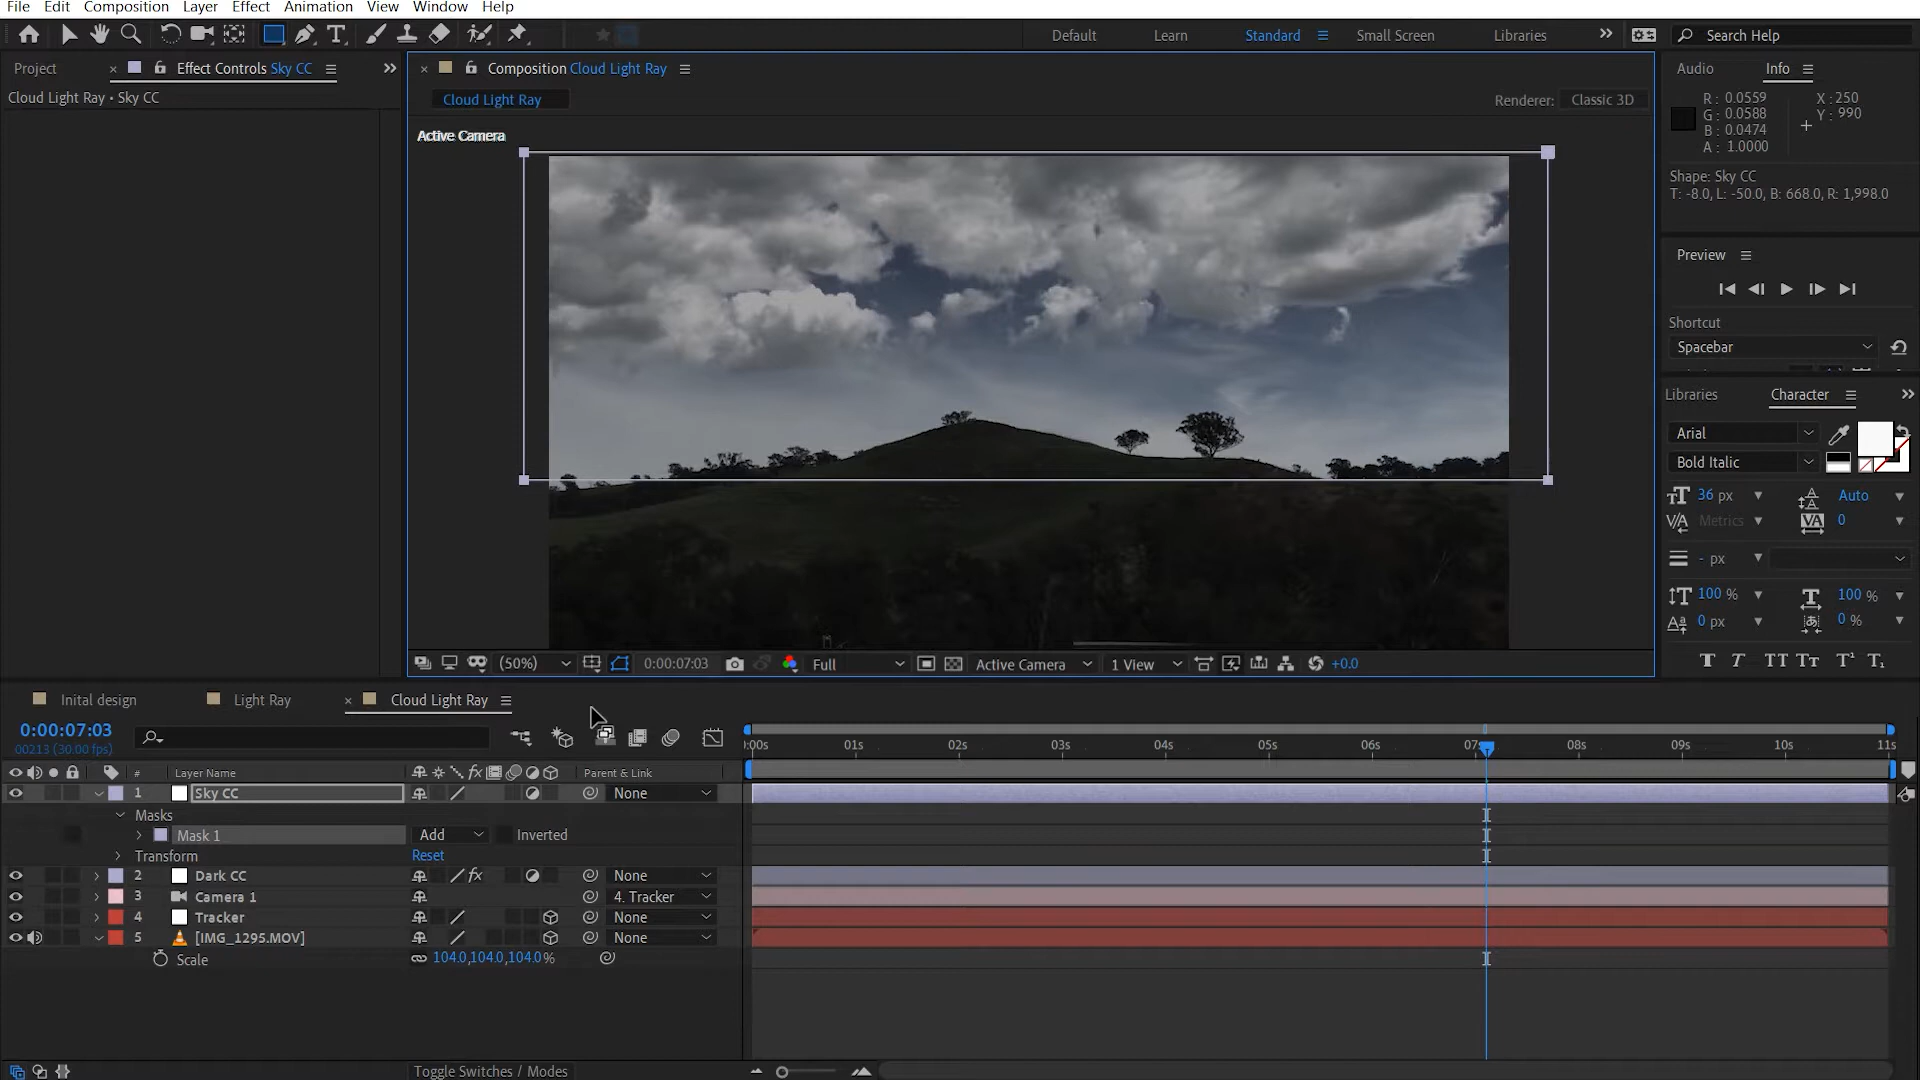 File Edit Composition Layer Effect Animation View Window Help
Default Learn Standard Small Screen Libraries Search Help
Project Effect Controls Sky CC
Composition Cloud Light Ray
Audio Info
Cloud Light Ray • Sky CC
Cloud Light Ray
Renderer: Classic 3D
R: 0.0559
G: 0.0588
B: 0.0474
A: 1.0000
X: 250
Y: 990
Active Camera
Shape: Sky CC
T: -8.0, L: -50.0, B: 668.0, R: 1,998.0
Preview
Shortcut
Spacebar
Libraries Character
Arial
Bold Italic
36 px Auto
Metrics 0
- px
100 % 100 %
0 px 0 %
T T TT Tt T¹ T₁
(50%) 0:00:07:03 Full Active Camera 1 View +0.0
Inital design Light Ray Cloud Light Ray
0:00:07:03
00213 (30.00 fps)
:00s 01s 02s 03s 04s 05s 06s 07s 08s 09s 10s 11s
# Layer Name Parent & Link
1 Sky CC None
Masks
Mask 1 Add Inverted
Transform Reset
2 Dark CC None
3 Camera 1 4. Tracker
4 Tracker None
5 [IMG_1295.MOV] None
Scale 104.0,104.0,104.0%
Toggle Switches / Modes